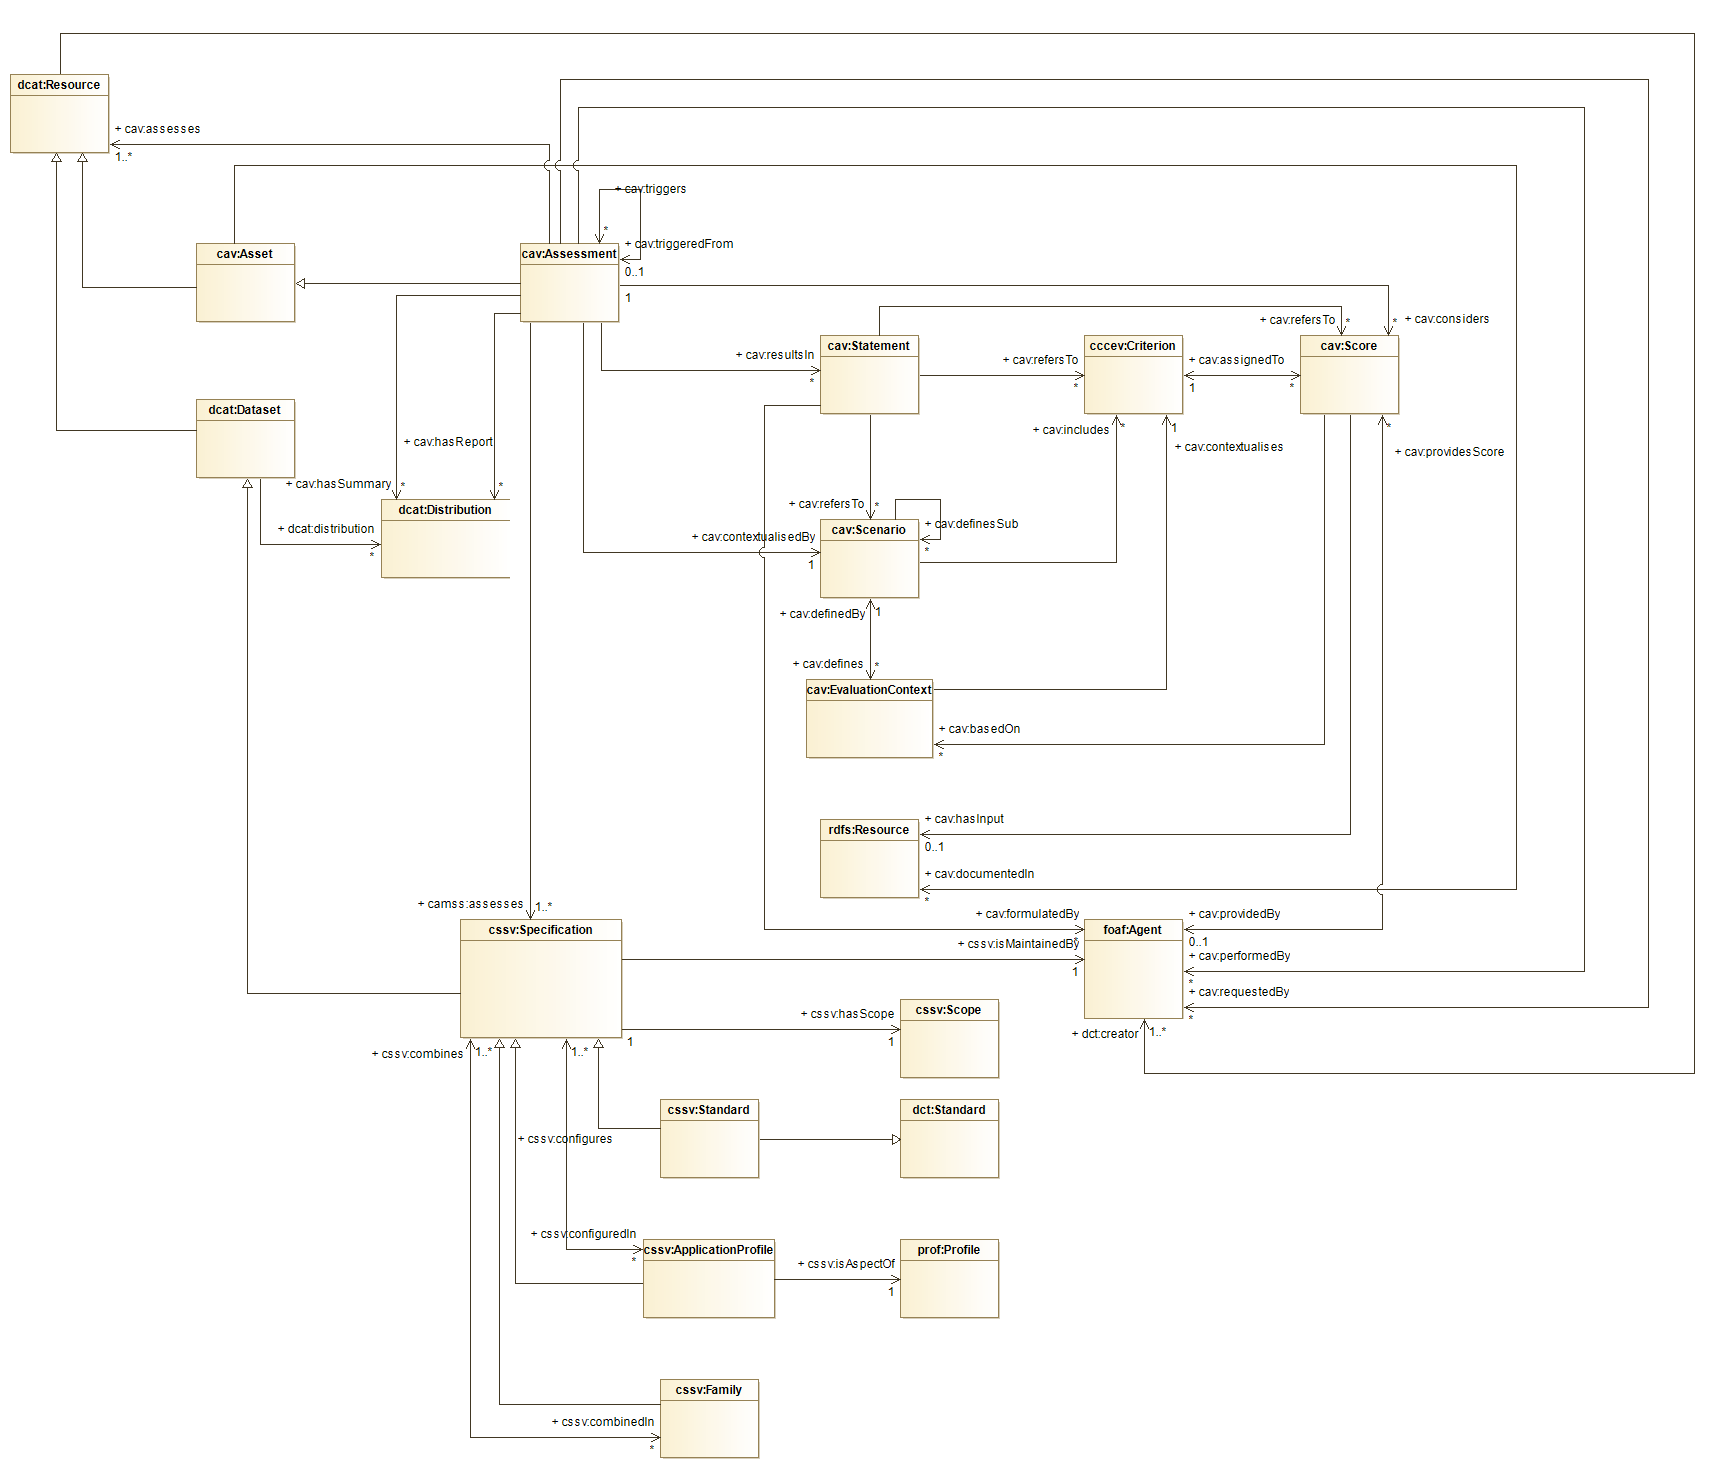 dcat:Resource
+ cav:assesses
1..*
+ cav:triggers
*
cav:Asset
cav:Assessment
+ cav:triggeredFrom
0..1
1
+ cav:refersTo
*
*
+ cav:considers
cav:Statement
cccev:Criterion
cav:Score
+ cav:resultsIn
*
+ cav:refersTo
*
+ cav:assignedTo
1
*
dcat:Dataset
+ cav:includes
*
1
*
+ cav:hasReport
+ cav:contextualises
+ cav:providesScore
+ cav:hasSummary
*
*
dcat:Distribution
+ cav:refersTo
*
+ dcat:distribution
*
cav:Scenario
+ cav:definesSub
*
+ cav:contextualisedBy
1
+ cav:definedBy
1
+ cav:defines
*
cav:EvaluationContext
+ cav:basedOn
*
rdfs:Resource
+ cav:hasInput
0..1
+ cav:documentedIn
*
+ camss:assesses
1..*
+ cav:formulatedBy
*
+ cav:providedBy
0..1
cssv:Specification
foaf:Agent
+ cssv:isMaintainedBy
1
+ cav:performedBy
*
+ cav:requestedBy
*
+ cssv:hasScope
1
1
cssv:Scope
+ dct:creator
1..*
+ cssv:combines
1..*
1..*
cssv:Standard
dct:Standard
+ cssv:configures
+ cssv:configuredIn
*
cssv:ApplicationProfile
+ cssv:isAspectOf
1
prof:Profile
cssv:Family
+ cssv:combinedIn
*